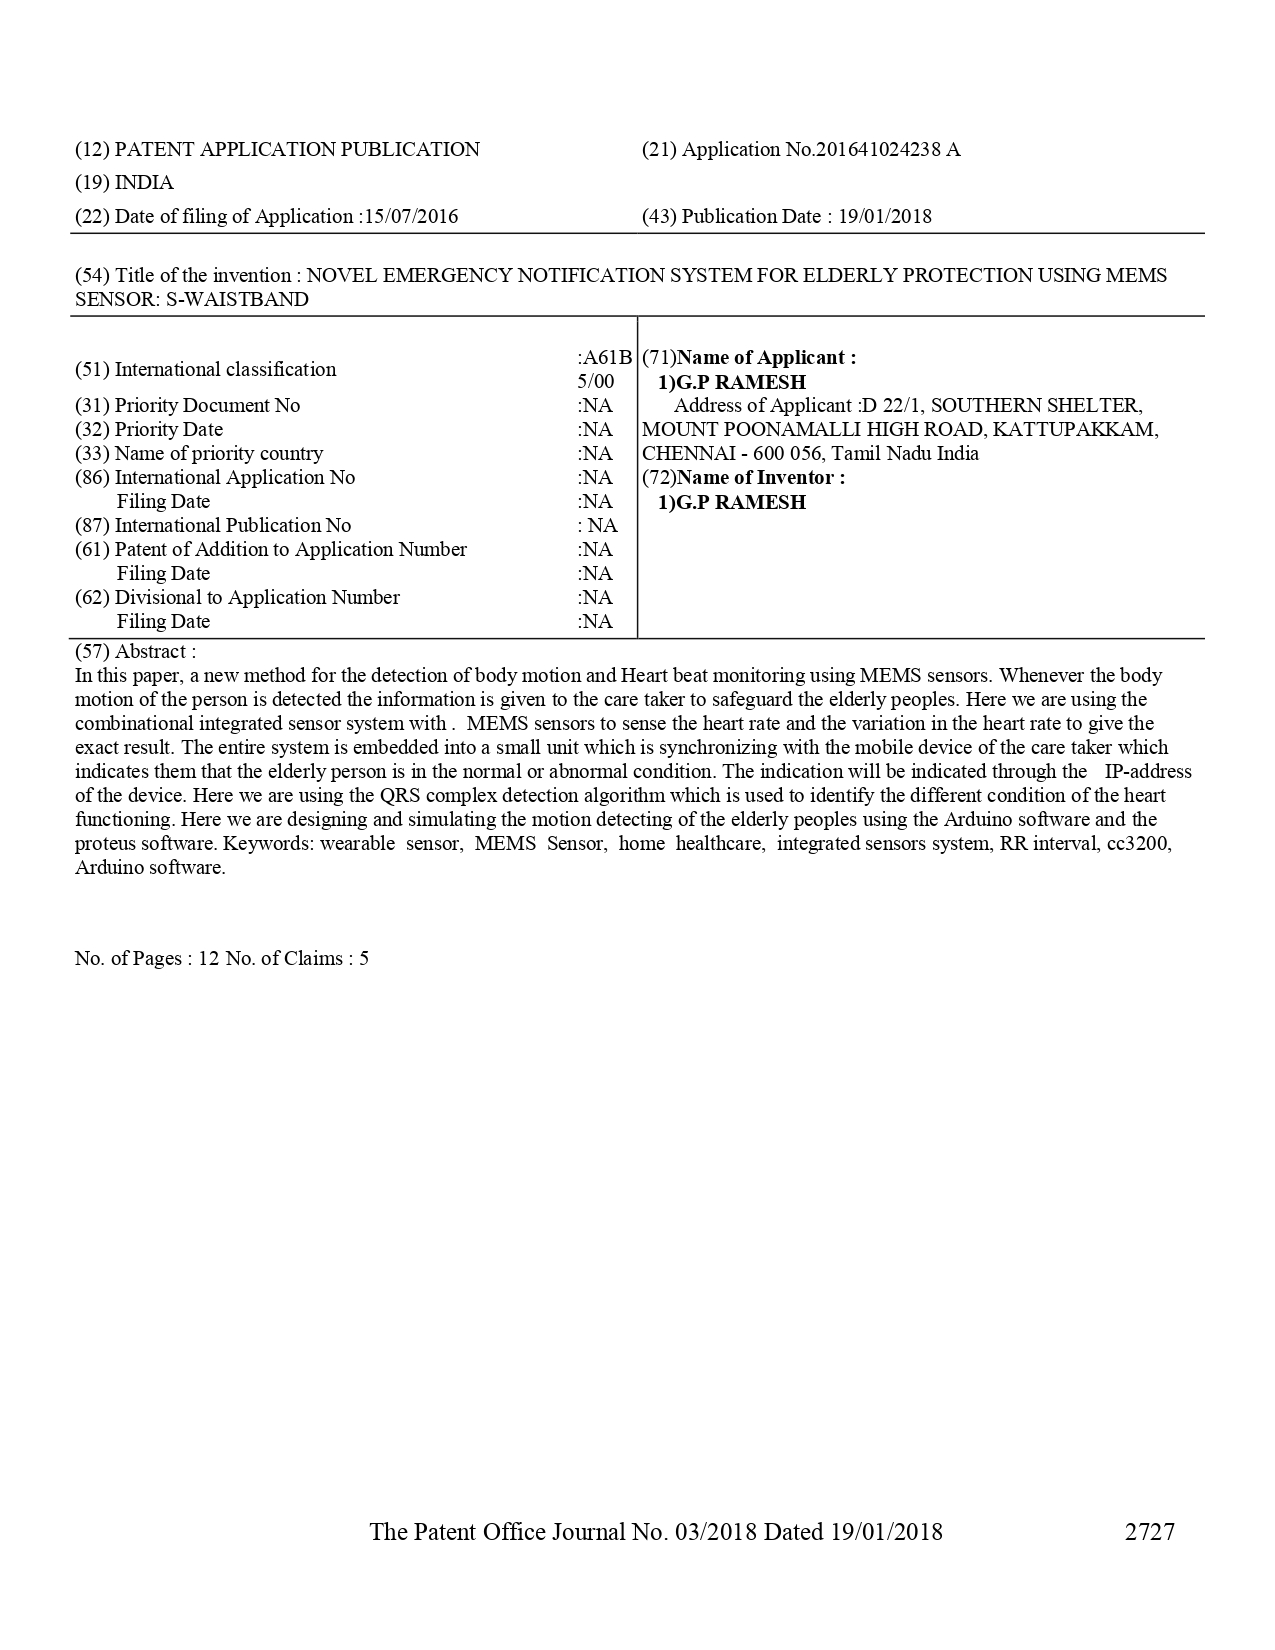 (12) PATENT APPLICATION PUBLICATION (21) Application No.201641024238 A
(19) INDIA
(22) Date of filing of Application :15/07/2016 (43) Publication Date : 19/01/2018
(54) Title of the invention : NOVEL EMERGENCY NOTIFICATION SYSTEM FOR ELDERLY PROTECTION USING MEMS
SENSOR: S-WAISTBAND
(51) International classification :A61B 5/00
(31) Priority Document No :NA
(32) Priority Date :NA
(33) Name of priority country :NA
(86) International Application No :NA
Filing Date :NA
(87) International Publication No : NA
(61) Patent of Addition to Application Number :NA
Filing Date :NA
(62) Divisional to Application Number :NA
Filing Date :NA
(71)Name of Applicant :
1)G.P RAMESH
Address of Applicant :D 22/1, SOUTHERN SHELTER,
MOUNT POONAMALLI HIGH ROAD, KATTUPAKKAM,
CHENNAI - 600 056, Tamil Nadu India
(72)Name of Inventor :
1)G.P RAMESH
(57) Abstract :
In this paper, a new method for the detection of body motion and Heart beat monitoring using MEMS sensors. Whenever the body
motion of the person is detected the information is given to the care taker to safeguard the elderly peoples. Here we are using the
combinational integrated sensor system with . MEMS sensors to sense the heart rate and the variation in the heart rate to give the
exact result. The entire system is embedded into a small unit which is synchronizing with the mobile device of the care taker which
indicates them that the elderly person is in the normal or abnormal condition. The indication will be indicated through the IP-address
of the device. Here we are using the QRS complex detection algorithm which is used to identify the different condition of the heart
functioning. Here we are designing and simulating the motion detecting of the elderly peoples using the Arduino software and the
proteus software. Keywords: wearable sensor, MEMS Sensor, home healthcare, integrated sensors system, RR interval, cc3200,
Arduino software.
No. of Pages : 12 No. of Claims : 5
The Patent Office Journal No. 03/2018 Dated 19/01/2018 2727